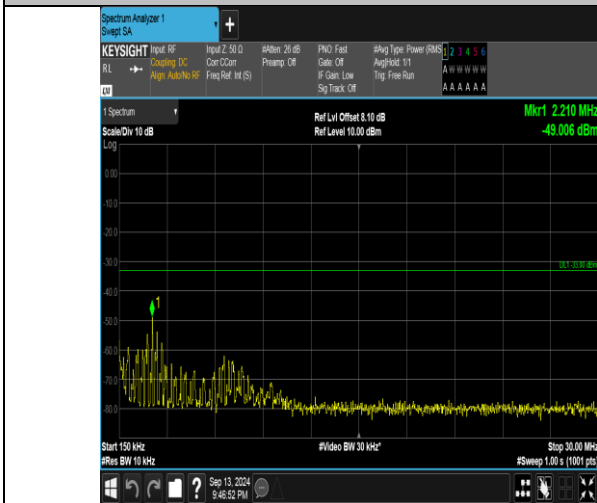 Spectrum Analyzer 1
Swept SA
+
KEYSIGHT Input: RF Input Z: 50 Ω #Atten: 26 dB PNO: Fast #Avg Type: Power (RMS) 1 2 3 4 5 6
RL Coupling: DC Corr CCorr Preamp: Off Gate: Off Avg|Hold: 1/1 A W W W W W
Align: Auto/No RF Freq Ref: Int (S) IF Gain: Low Trig: Free Run
Sig Track: Off A A A A A A
1 Spectrum
Ref Lvl Offset 8.10 dB Mkr1 2.210 MHz
Scale/Div 10 dB Ref Level 10.00 dBm -49.006 dBm
Log
0.00
-10.0
-20.0
-30.0
DL1 -33.00 dBm
-40.0
1
-50.0
-60.0
-70.0
-80.0
Start 150 kHz #Video BW 30 kHz* Stop 30.00 MHz
#Res BW 10 kHz #Sweep 1.00 s (1001 pts)
? Sep 13, 2024
9:46:52 PM